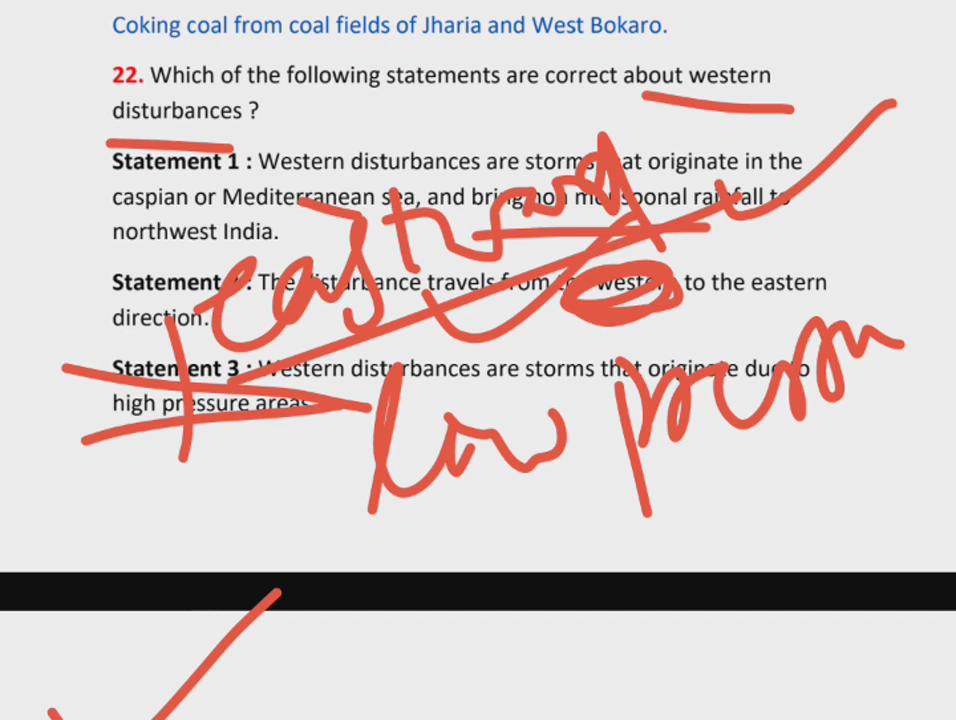 Coking coal from coal fields of Jharia and West Bokaro.
22. Which of the following statements are correct about western
disturbances ?
Statement 1 : Western disturbances are storms that originate in the
caspian or Mediterranean sea, and bring non monsoonal rainfall to
northwest India.
Statement : The disturbance travels from the western to the eastern
direction.
Statement 3 : Western disturbances are storms that originate due to
high pressure areas
low